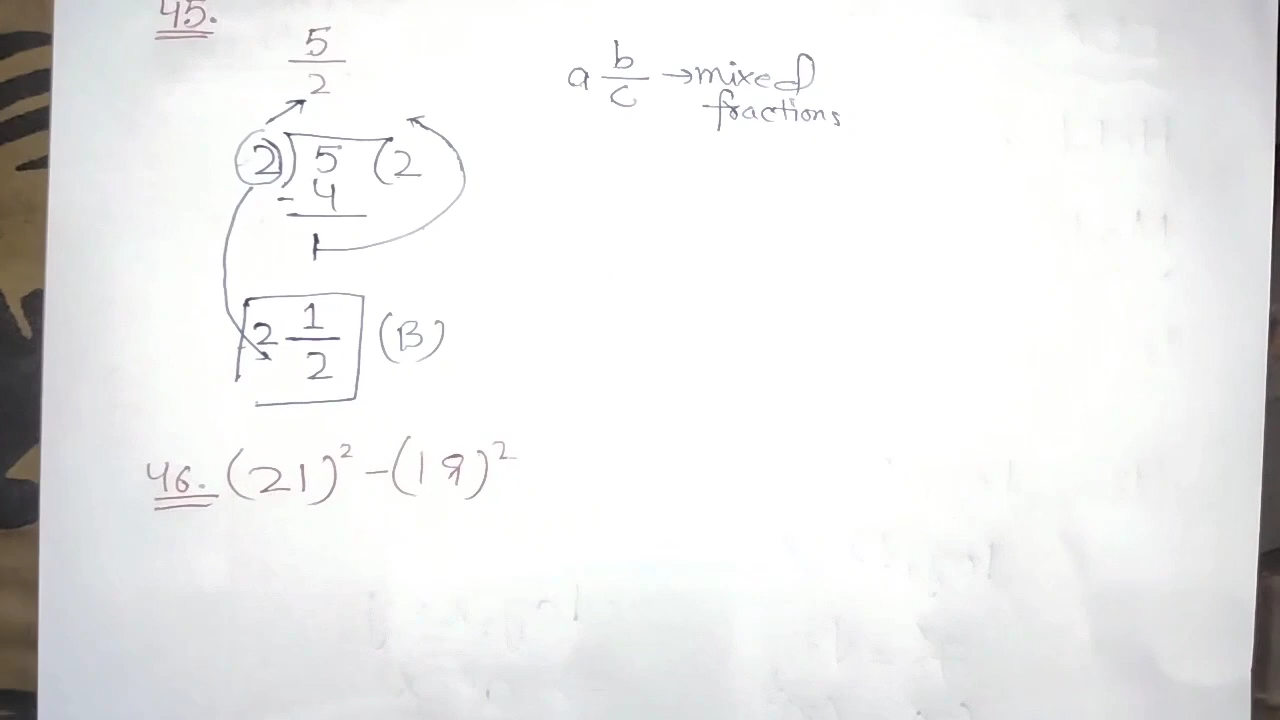 45.
5
2
a b/c → mixed
fractions
2) 5 (2
- 4
1
2 1/2 (B)
46. (21)² - (19)²